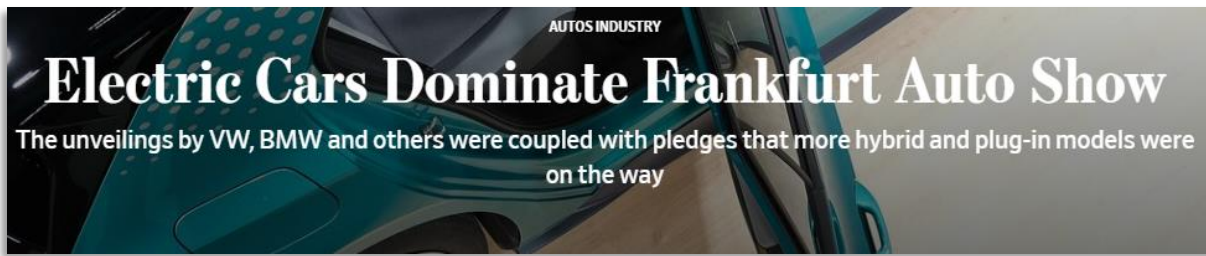 AUTOS INDUSTRY
Electric Cars Dominate Frankfurt Auto Show
The unveilings by VW, BMW and others were coupled with pledges that more hybrid and plug-in models were
on the way